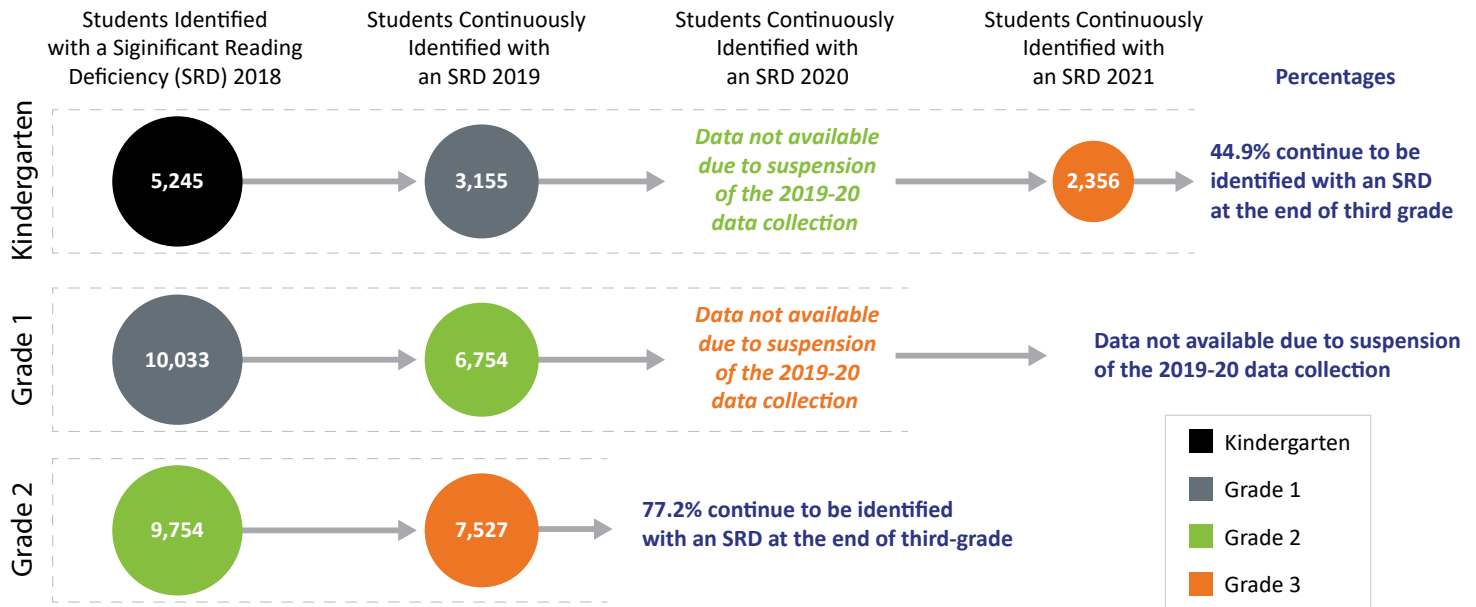 Students Identified
with a Siginificant Reading
Deficiency (SRD) 2018
Students Continuously
Identified with
an SRD 2019
Students Continuously
Identified with
an SRD 2020
Students Continuously
Identified with
an SRD 2021
Percentages
Kindergarten
5,245
3,155
Data not available
due to suspension
of the 2019-20
data collection
2,356
44.9% continue to be
identified with an SRD
at the end of third grade
Grade 1
10,033
6,754
Data not available
due to suspension
of the 2019-20
data collection
Data not available due to suspension
of the 2019-20 data collection
Grade 2
9,754
7,527
77.2% continue to be identified
with an SRD at the end of third-grade
Kindergarten
Grade 1
Grade 2
Grade 3